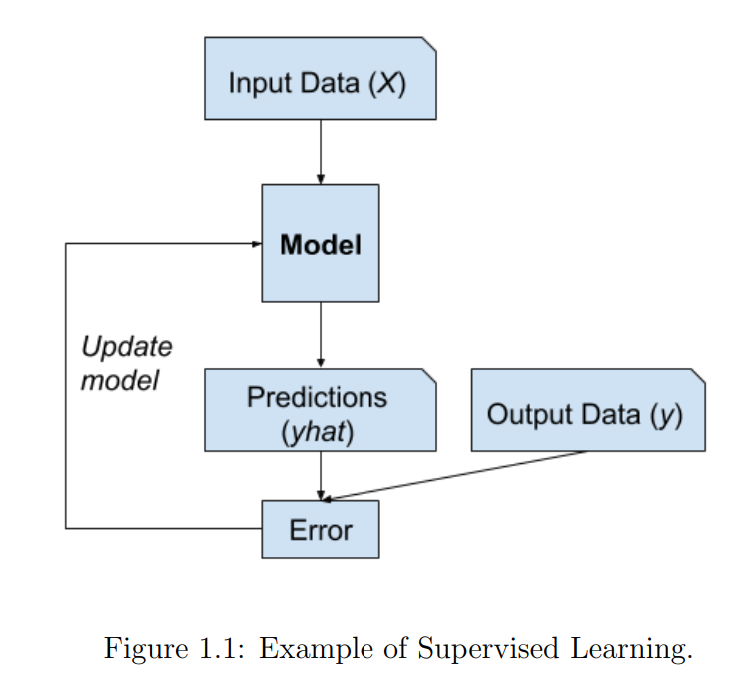 Input Data (X)
Model
Update
model
Predictions
(yhat)
Output Data (y)
Error
Figure 1.1: Example of Supervised Learning.